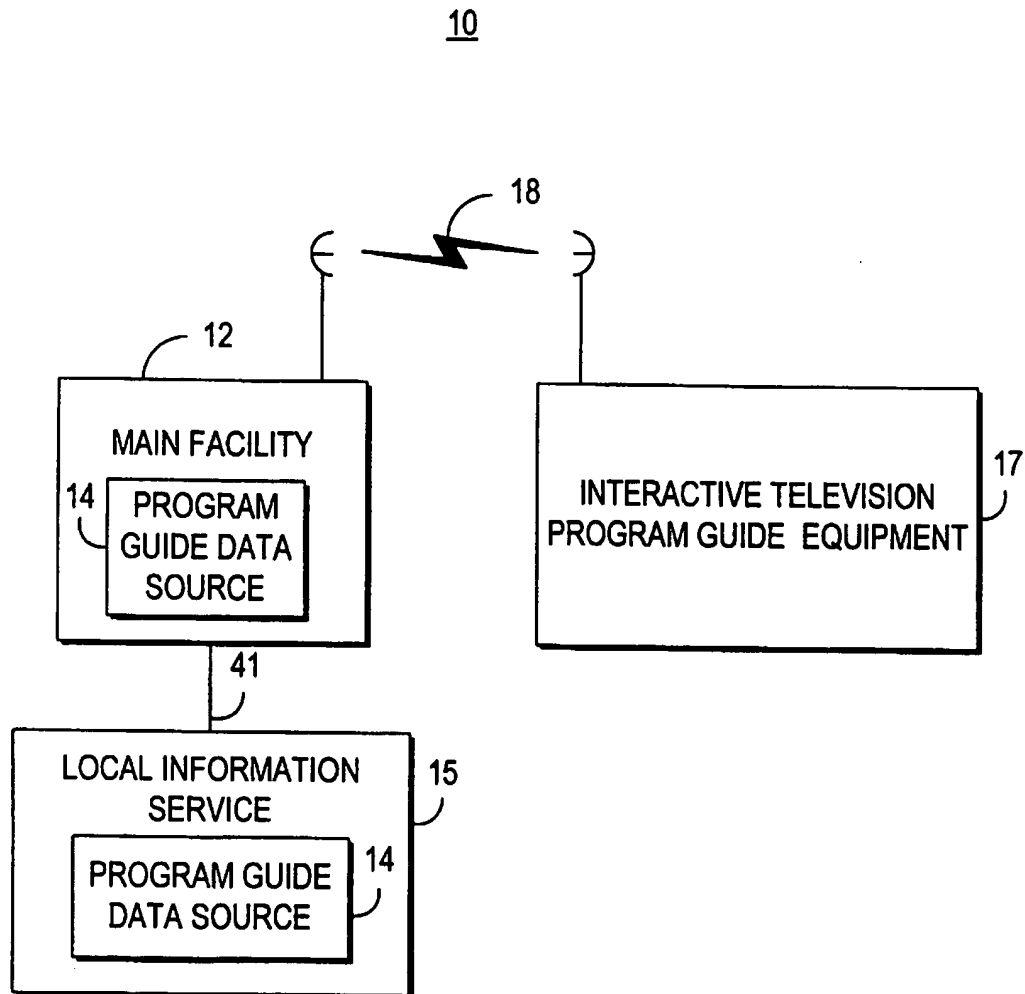 10
18
12
MAIN FACILITY
14
PROGRAM
GUIDE DATA
SOURCE
INTERACTIVE TELEVISION
PROGRAM GUIDE EQUIPMENT
17
41
LOCAL INFORMATION
SERVICE
15
PROGRAM GUIDE
DATA SOURCE
14